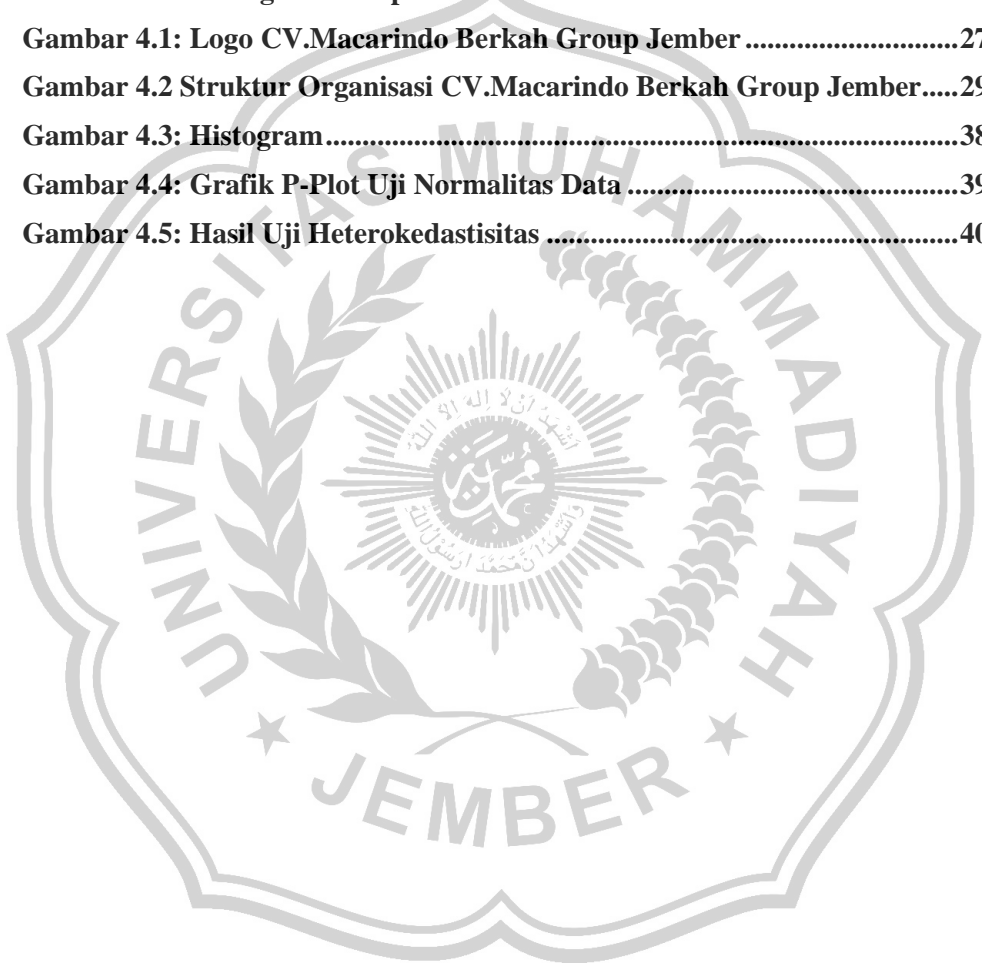 Gambar 4.1: Logo CV.Macarindo Berkah Group Jember............................27
Gambar 4.2 Struktur Organisasi CV.Macarindo Berkah Group Jember.....29
Gambar 4.3: Histogram...................................................................................38
Gambar 4.4: Grafik P-Plot Uji Normalitas Data ...........................................39
Gambar 4.5: Hasil Uji Heterokedastisitas ......................................................40
UNIVERSITAS MUHAMMADIYAH
JEMBER